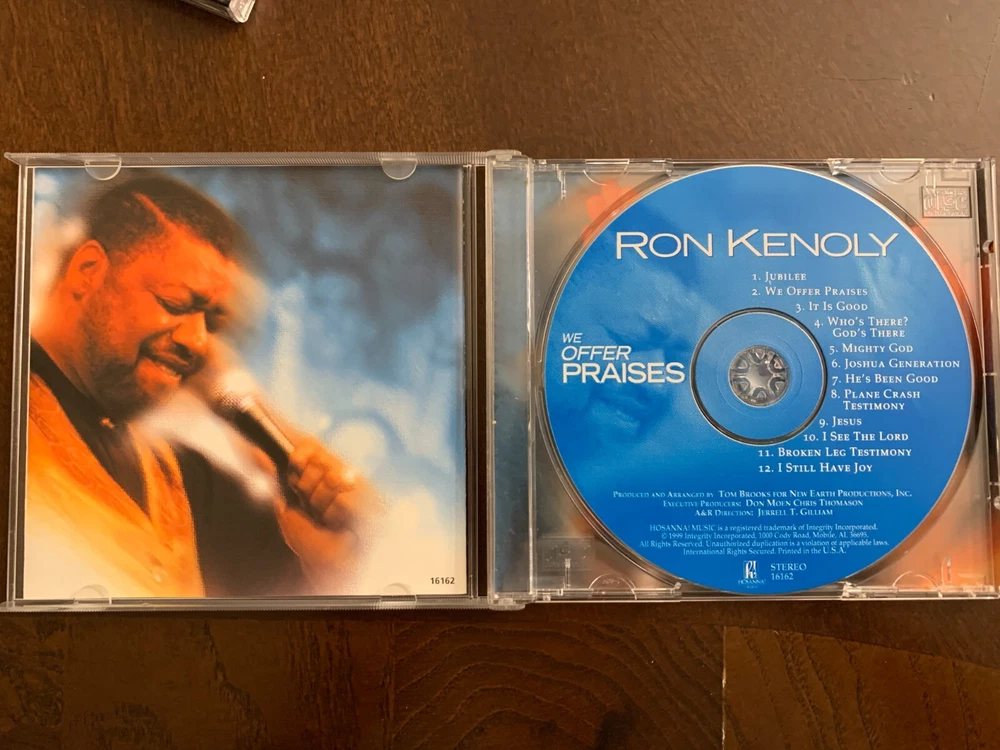 16162
RON KENOLY
1. JUBILEE
2. WE OFFER PRAISES
3. IT IS GOOD
4. WHO'S THERE?
GOD'S THERE
5. MIGHTY GOD
6. JOSHUA GENERATION
7. HE'S BEEN GOOD
8. PLANE CRASH
TESTIMONY
9. JESUS
10. I SEE THE LORD
11. BROKEN LEG TESTIMONY
12. I STILL HAVE JOY
WE
OFFER
PRAISES
PRODUCED AND ARRANGED BY TOM BROOKS FOR NEW EARTH PRODUCTIONS, INC.
EXECUTIVE PRODUCERS: DON MOEN CHRIS THOMASON
A&R DIRECTION: JERRELL T. GILLIAM
HOSANNA! MUSIC is a registered trademark of Integrity Incorporated.
© 1999 Integrity Incorporated, 1000 Cody Road, Mobile, AL 36695,
All Rights Reserved. Unauthorized duplication is a violation of applicable laws.
International Rights Secured. Printed in the U.S.A.
HOSANNA!
STEREO
16162